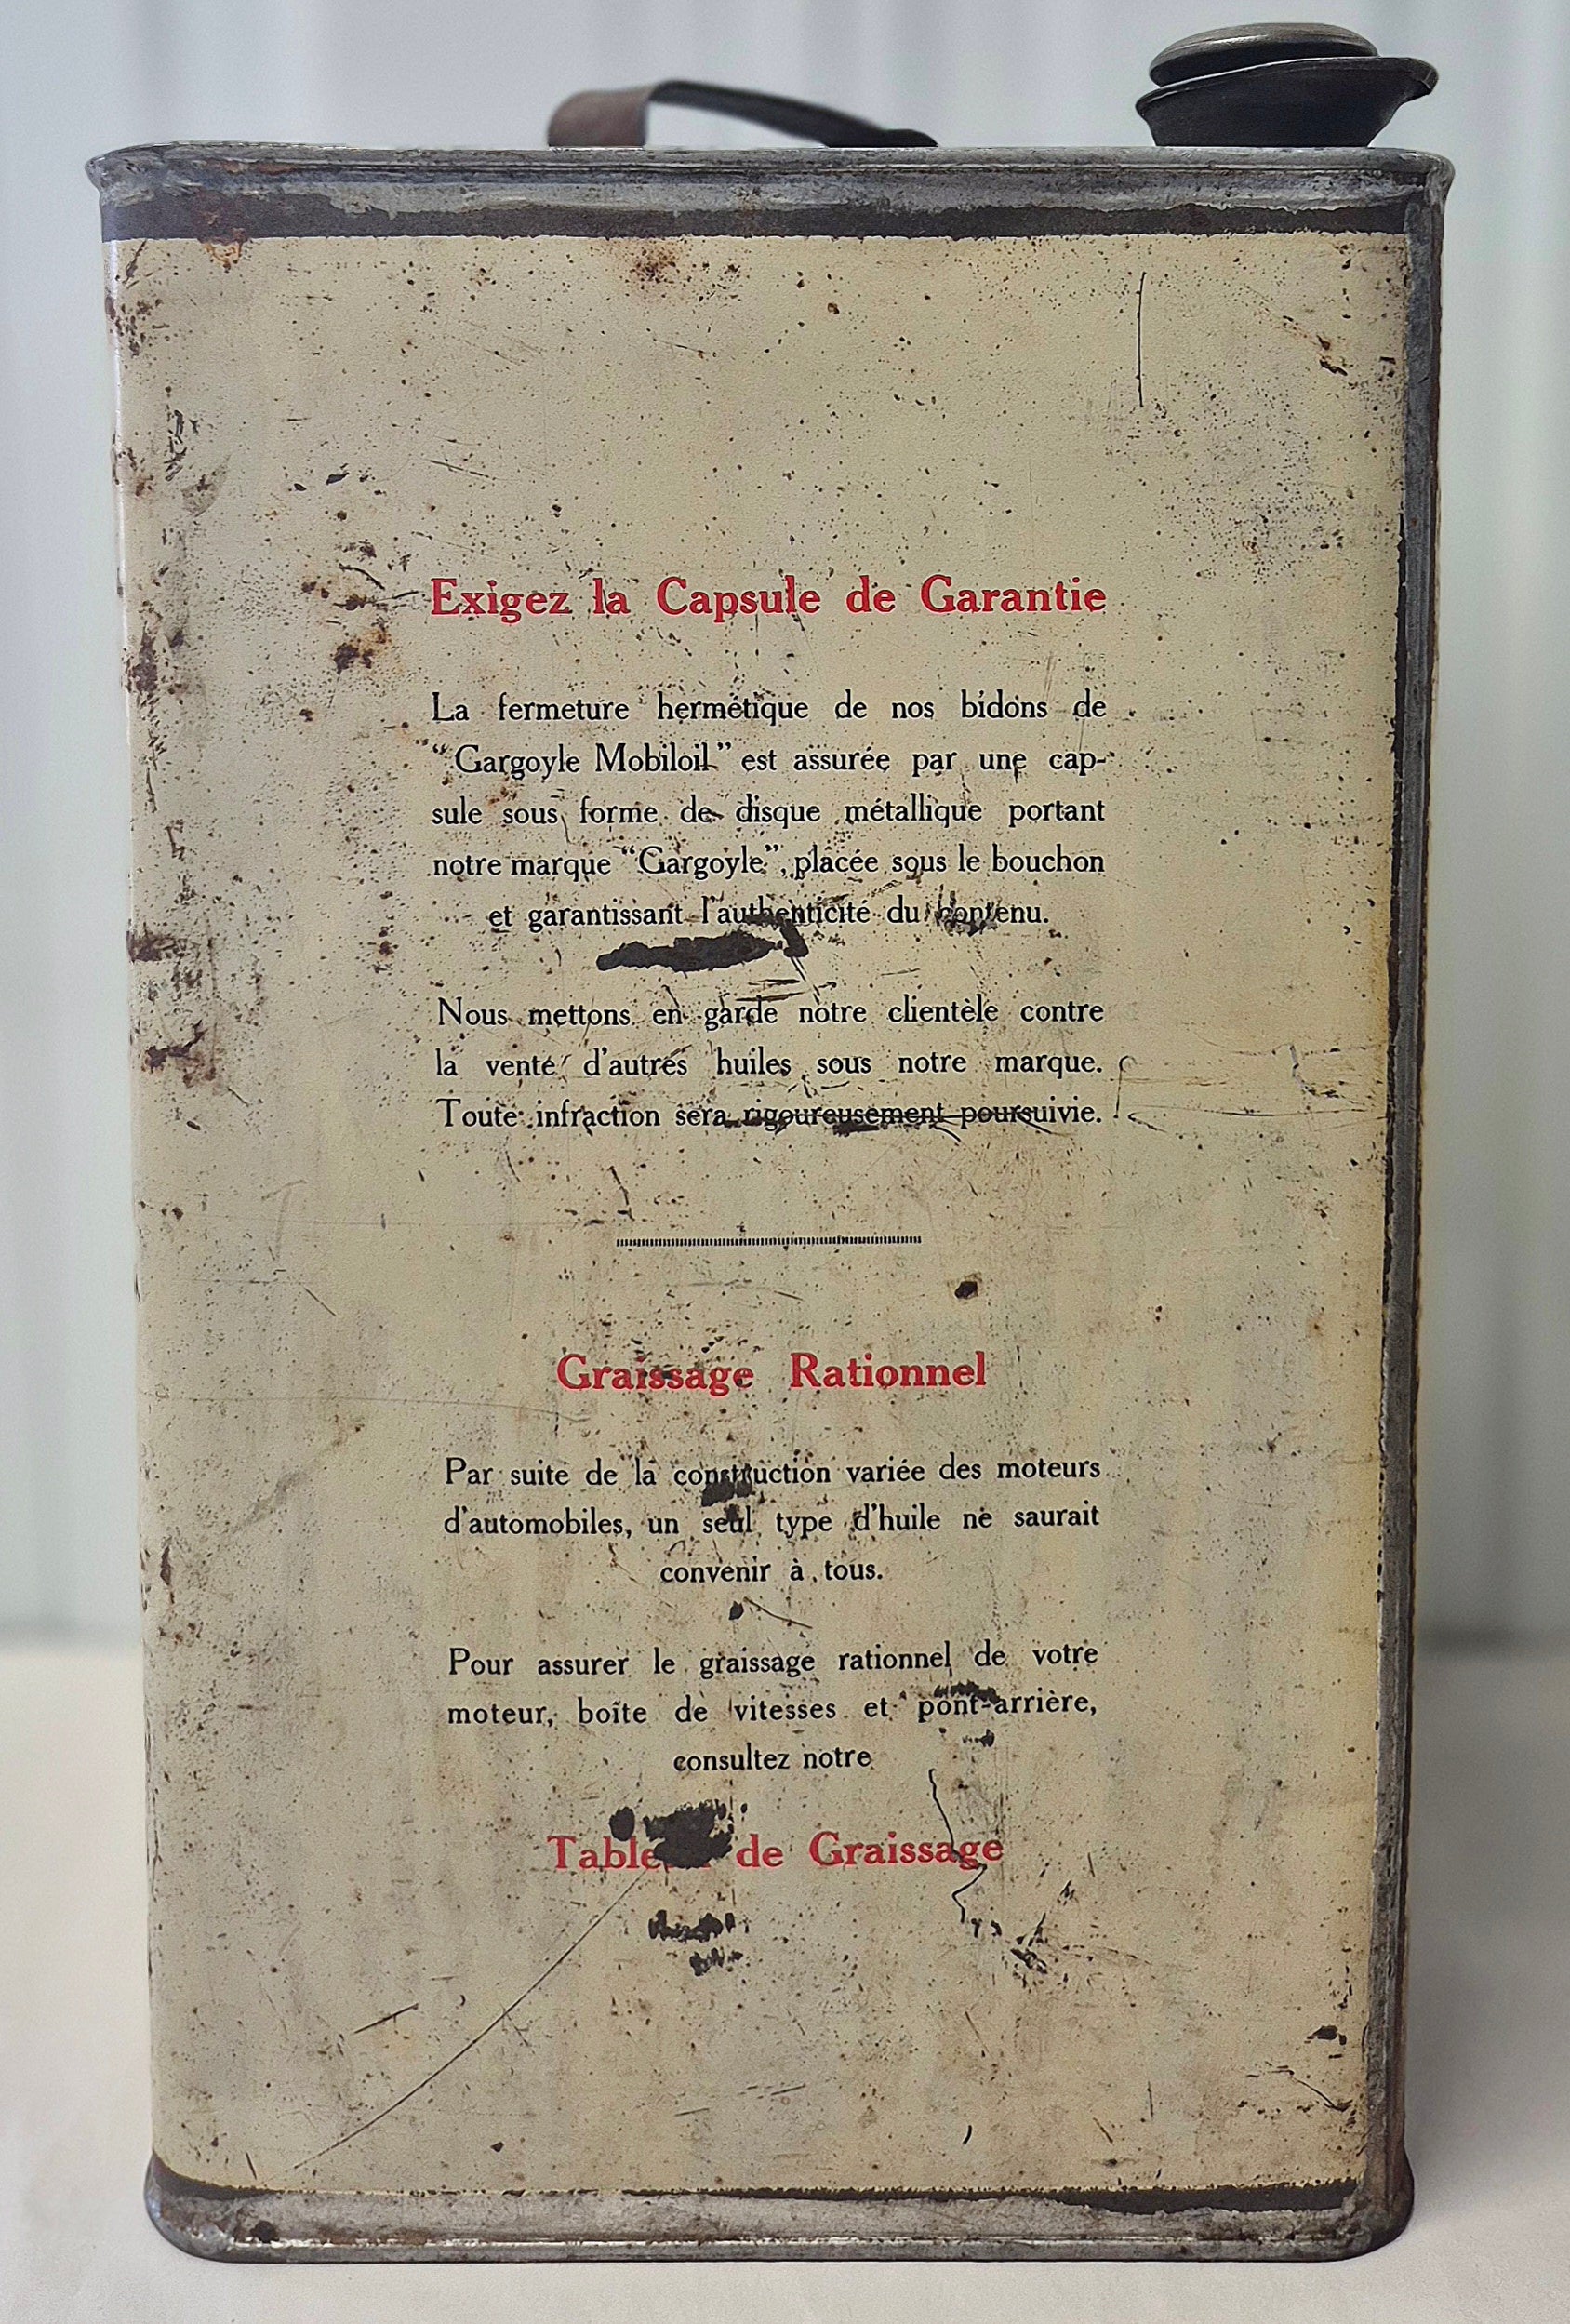 Exigez la Capsule de Garantie
La fermeture hermétique de nos bidons de
“Gargoyle Mobiloil” est assurée par une cap-
sule sous forme de disque métallique portant
notre marque “Gargoyle”, placée sous le bouchon
et garantissant l'authenticité du contenu.
Nous mettons en garde notre clientèle contre
la vente d'autres huiles sous notre marque.
Toute infraction sera rigoureusement poursuivie.
Graissage Rationnel
Par suite de la construction variée des moteurs
d'automobiles, un seul type d'huile ne saurait
convenir à tous.
Pour assurer le graissage rationnel de votre
moteur, boîte de vitesses et pont-arrière,
consultez notre
de Graissage